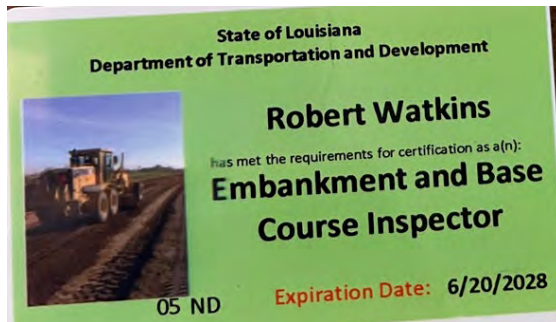 State of Louisiana
Department of Transportation and Development
Robert Watkins
has met the requirements for certification as a(n):
Embankment and Base
Course Inspector
05 ND
Expiration Date: 6/20/2028